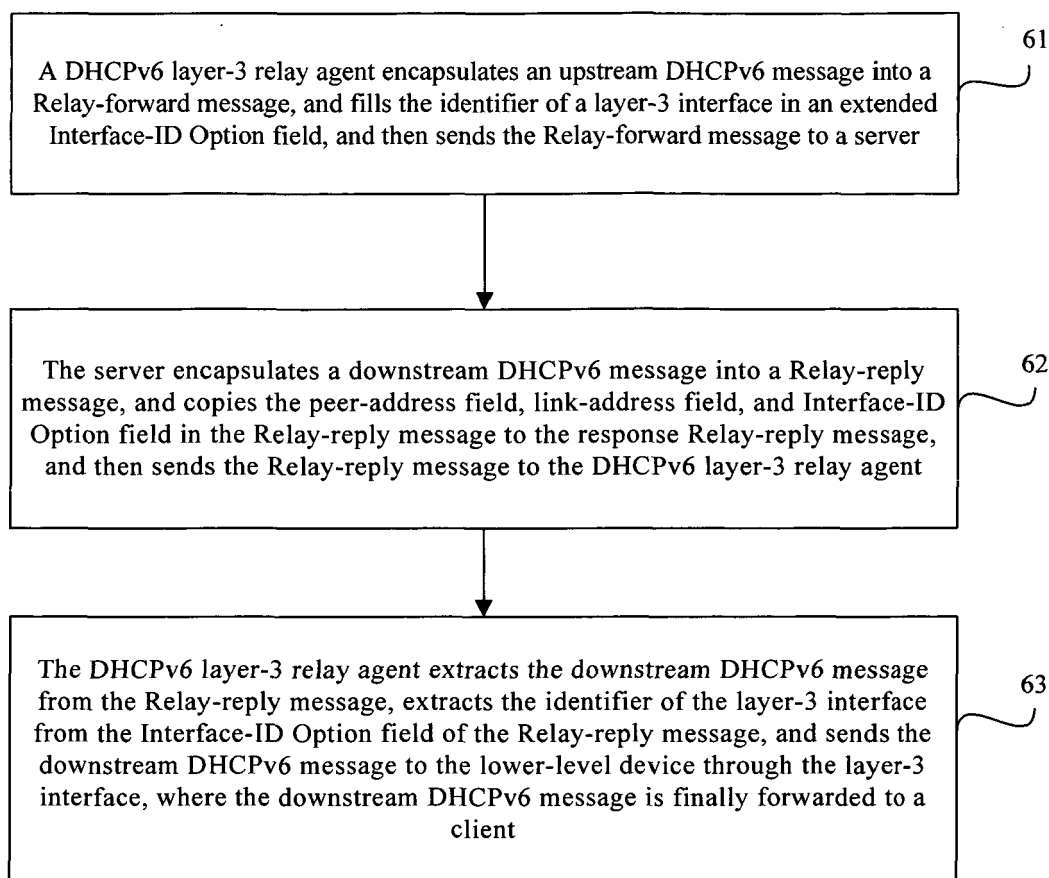 61
A DHCPv6 layer-3 relay agent encapsulates an upstream DHCPv6 message into a
Relay-forward message, and fills the identifier of a layer-3 interface in an extended
Interface-ID Option field, and then sends the Relay-forward message to a server
62
The server encapsulates a downstream DHCPv6 message into a Relay-reply
message, and copies the peer-address field, link-address field, and Interface-ID
Option field in the Relay-reply message to the response Relay-reply message,
and then sends the Relay-reply message to the DHCPv6 layer-3 relay agent
63
The DHCPv6 layer-3 relay agent extracts the downstream DHCPv6 message
from the Relay-reply message, extracts the identifier of the layer-3 interface
from the Interface-ID Option field of the Relay-reply message, and sends the
downstream DHCPv6 message to the lower-level device through the layer-3
interface, where the downstream DHCPv6 message is finally forwarded to a
client